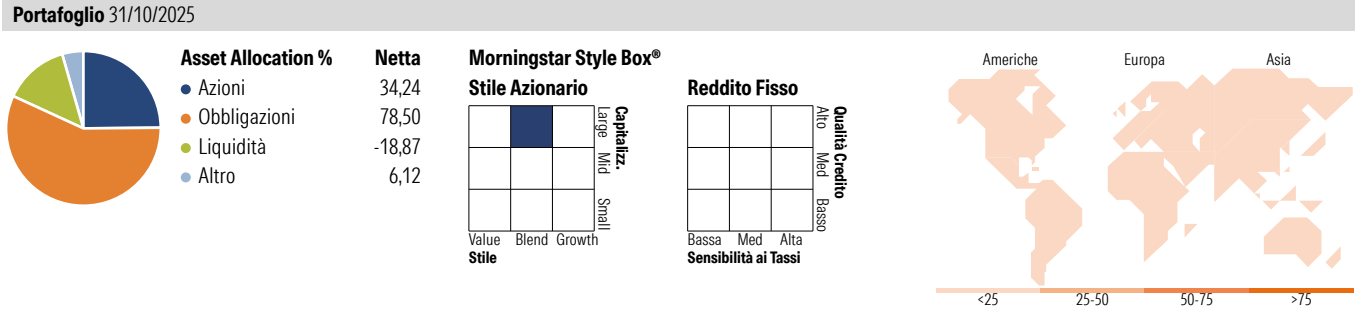 Portafoglio 31/10/2025
Asset Allocation % Netta
Azioni 34,24
Obbligazioni 78,50
Liquidità -18,87
Altro 6,12
Morningstar Style Box®
Stile Azionario
Large Mid Small
Capitalizz.
Value Blend Growth
Stile
Reddito Fisso
Alto Med Basso
Qualità Credito
Bassa Med Alta
Sensibilità ai Tassi
Americhe Europa Asia
<25 25-50 50-75 >75